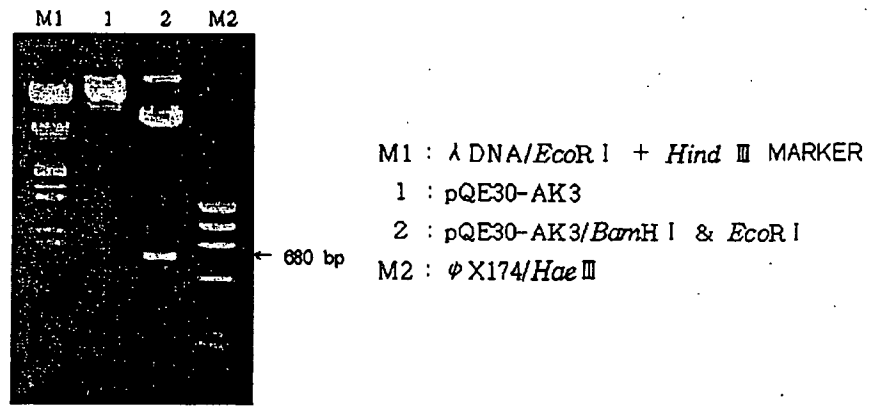 M1 1 2 M2
← 680 bp
M1 : λ DNA/EcoR I + Hind Ⅲ MARKER
1 : pQE30-AK3
2 : pQE30-AK3/BamH I & EcoR I
M2 : φ X174/Hae Ⅲ